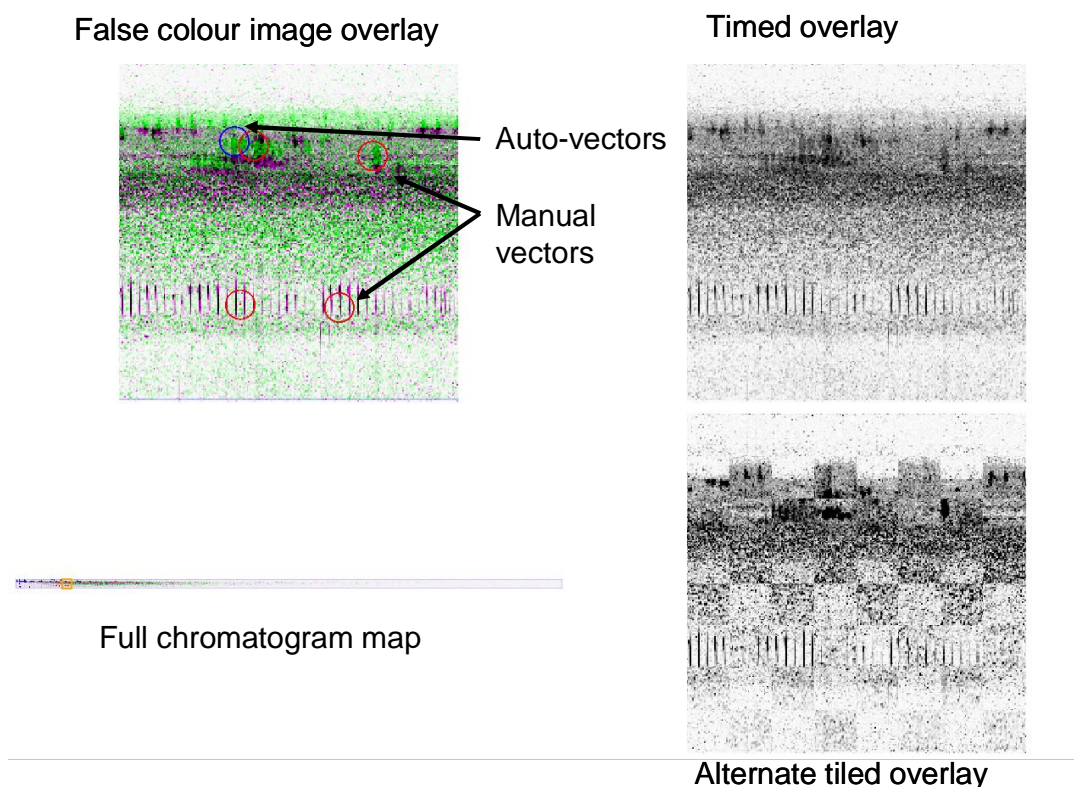 False colour image overlay
Timed overlay
Auto-vectors
Manual
vectors
Full chromatogram map
Alternate tiled overlay